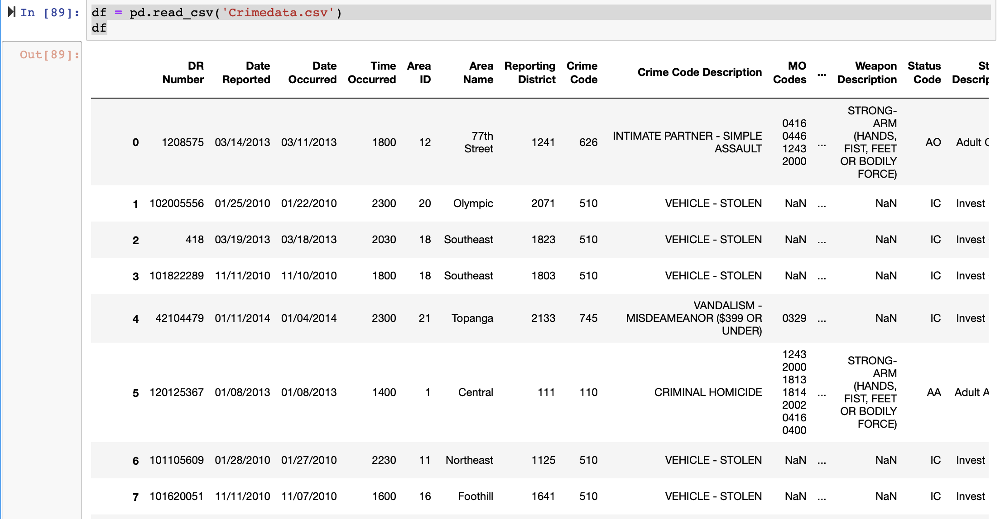 In [89]: df = pd.read_csv('Crimedata.csv')
df
Out[89]:
DR Number Date Reported Date Occurred Time Occurred Area ID Area Name Reporting District Crime Code Crime Code Description MO Codes ... Weapon Description Status Code St Descrip
0 1208575 03/14/2013 03/11/2013 1800 12 77th Street 1241 626 INTIMATE PARTNER - SIMPLE ASSAULT 0416 0446 1243 2000 ... STRONG-ARM (HANDS, FIST, FEET OR BODILY FORCE) AO Adult
1 102005556 01/25/2010 01/22/2010 2300 20 Olympic 2071 510 VEHICLE - STOLEN NaN ... NaN IC Invest
2 418 03/19/2013 03/18/2013 2030 18 Southeast 1823 510 VEHICLE - STOLEN NaN ... NaN IC Invest
3 101822289 11/11/2010 11/10/2010 1800 18 Southeast 1803 510 VEHICLE - STOLEN NaN ... NaN IC Invest
4 42104479 01/11/2014 01/04/2014 2300 21 Topanga 2133 745 VANDALISM - MISDEAMEANOR ($399 OR UNDER) 0329 ... NaN IC Invest
5 120125367 01/08/2013 01/08/2013 1400 1 Central 111 110 CRIMINAL HOMICIDE 1243 2000 1813 1814 2002 0416 0400 ... STRONG-ARM (HANDS, FIST, FEET OR BODILY FORCE) AA Adult A
6 101105609 01/28/2010 01/27/2010 2230 11 Northeast 1125 510 VEHICLE - STOLEN NaN ... NaN IC Invest
7 101620051 11/11/2010 11/07/2010 1600 16 Foothill 1641 510 VEHICLE - STOLEN NaN ... NaN IC Invest